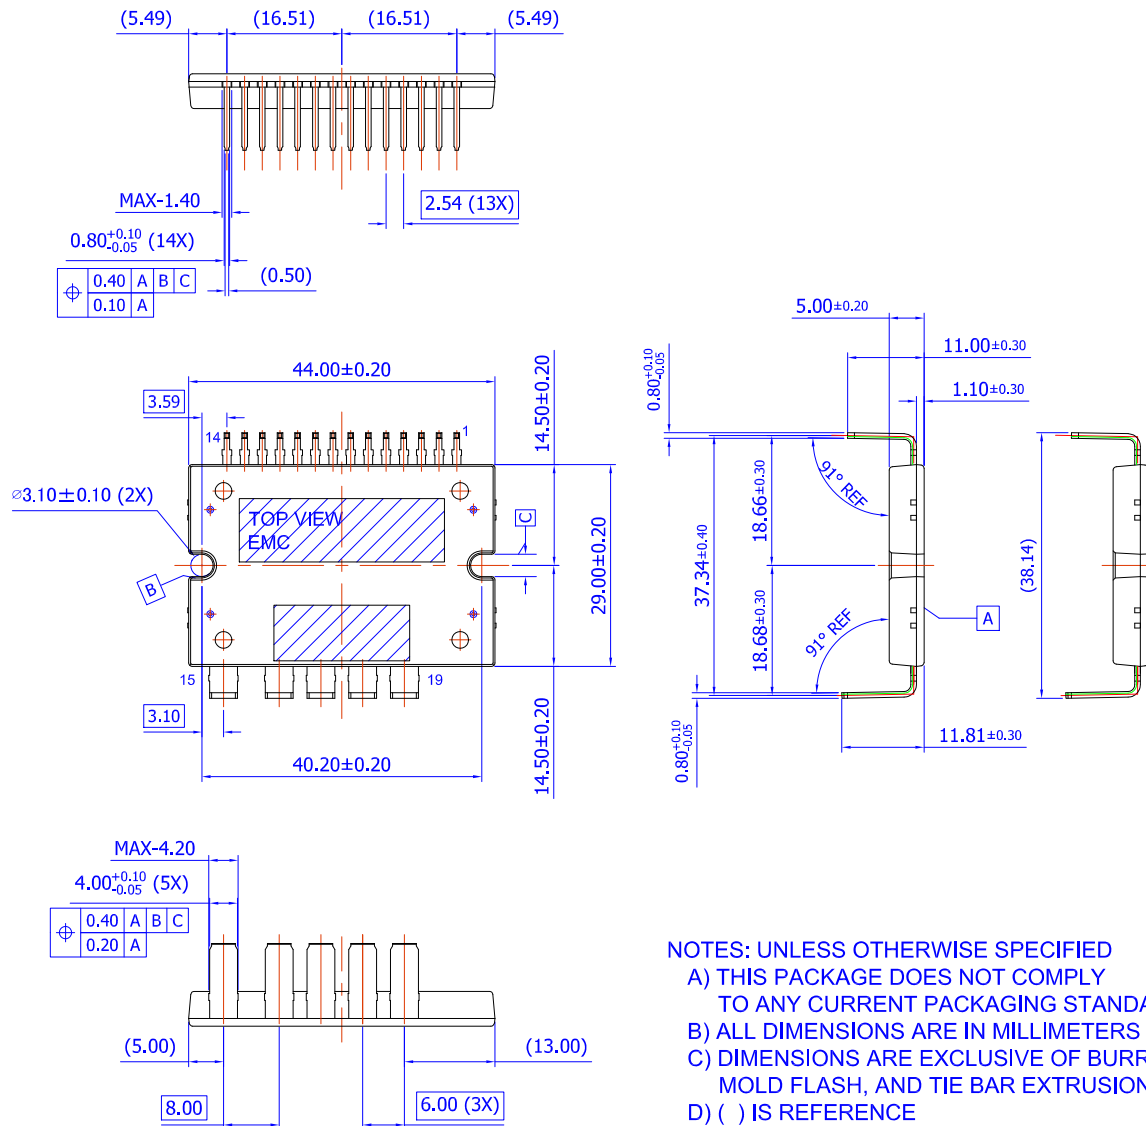 (5.49) (16.51) (16.51) (5.49)
MAX-1.40
2.54 (13X)
0.80+0.10 -0.05 (14X)
0.40 A B C
0.10 A
(0.50)
5.00±0.20
11.00±0.30
1.10±0.30
0.80+0.10 -0.05
44.00±0.20
3.59
14.50±0.20
14
1
⌀3.10±0.10 (2X)
TOP VIEW
EMC
C
B
29.00±0.20
15
19
3.10
40.20±0.20
14.50±0.20
91° REF
18.66±0.30
37.34±0.40
18.68±0.30
91° REF
A
(38.14)
0.80+0.10 -0.05
11.81±0.30
MAX-4.20
4.00+0.10 -0.05 (5X)
0.40 A B C
0.20 A
(5.00)
(13.00)
8.00
6.00 (3X)
NOTES: UNLESS OTHERWISE SPECIFIED
A) THIS PACKAGE DOES NOT COMPLY
TO ANY CURRENT PACKAGING STANDA
B) ALL DIMENSIONS ARE IN MILLIMETERS
C) DIMENSIONS ARE EXCLUSIVE OF BURR
MOLD FLASH, AND TIE BAR EXTRUSION
D) ( ) IS REFERENCE